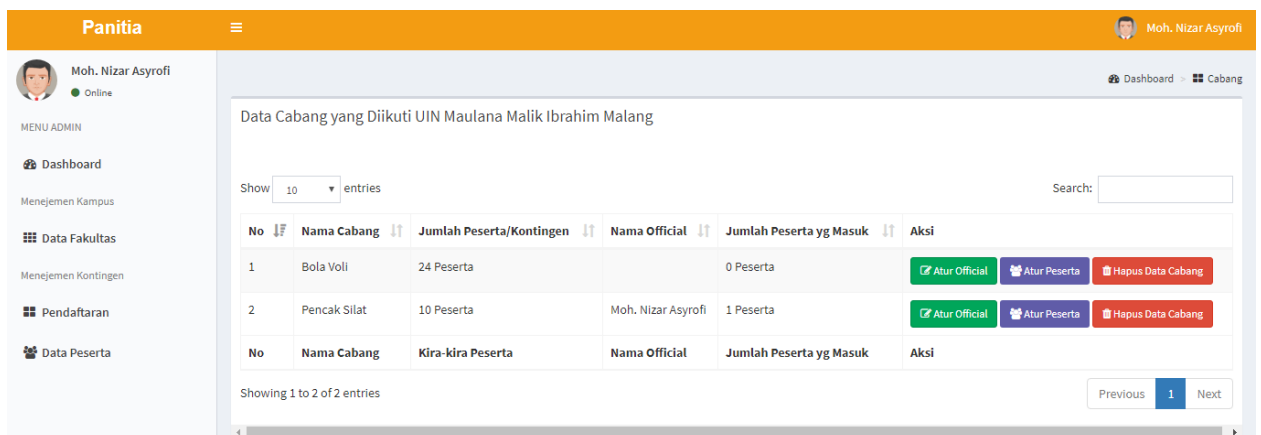 Panitia
Moh. Nizar Asyrofi
Moh. Nizar Asyrofi
Online
MENU ADMIN
Dashboard
Menejemen Kampus
Data Fakultas
Menejemen Kontingen
Pendaftaran
Data Peserta
Dashboard > Cabang
Data Cabang yang Diikuti UIN Maulana Malik Ibrahim Malang
Show 10 entries Search:
No Nama Cabang Jumlah Peserta/Kontingen Nama Official Jumlah Peserta yg Masuk Aksi
1 Bola Voli 24 Peserta 0 Peserta Atur Official Atur Peserta Hapus Data Cabang
2 Pencak Silat 10 Peserta Moh. Nizar Asyrofi 1 Peserta Atur Official Atur Peserta Hapus Data Cabang
No Nama Cabang Kira-kira Peserta Nama Official Jumlah Peserta yg Masuk Aksi
Showing 1 to 2 of 2 entries Previous 1 Next